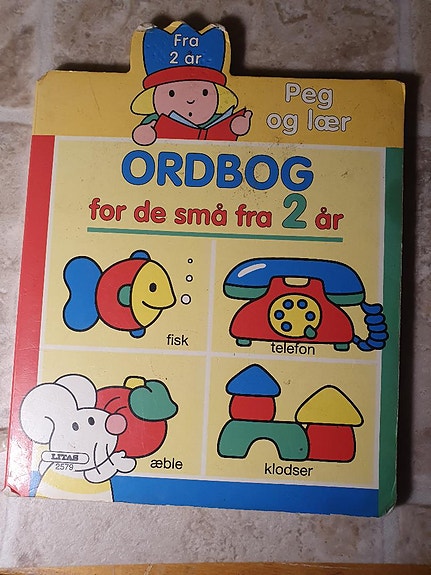 Fra
2 år
Peg
og lær
ORDBOG
for de små fra 2 år
fisk
telefon
æble
klodser
LITAS
2579